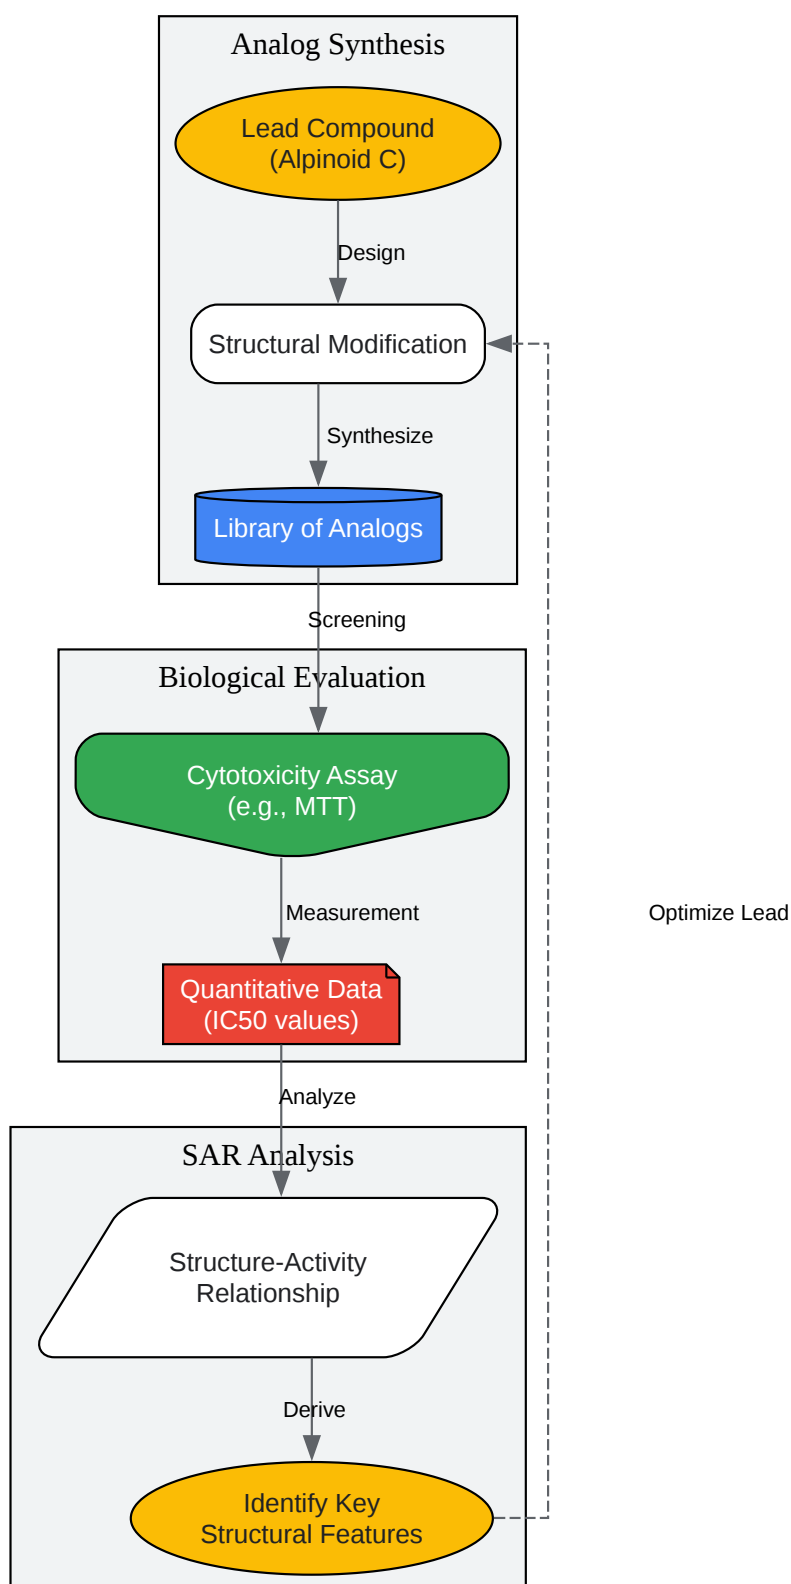 Analog Synthesis
Lead Compound
(Alpinoid C)
Design
Structural Modification
Synthesize
Library of Analogs
Screening
Biological Evaluation
Cytotoxicity Assay
(e.g., MTT)
Measurement
Optimize Lead
Quantitative Data
(IC50 values)
Analyze
SAR Analysis
Structure-Activity
Relationship
Derive
Identify Key
Structural Features